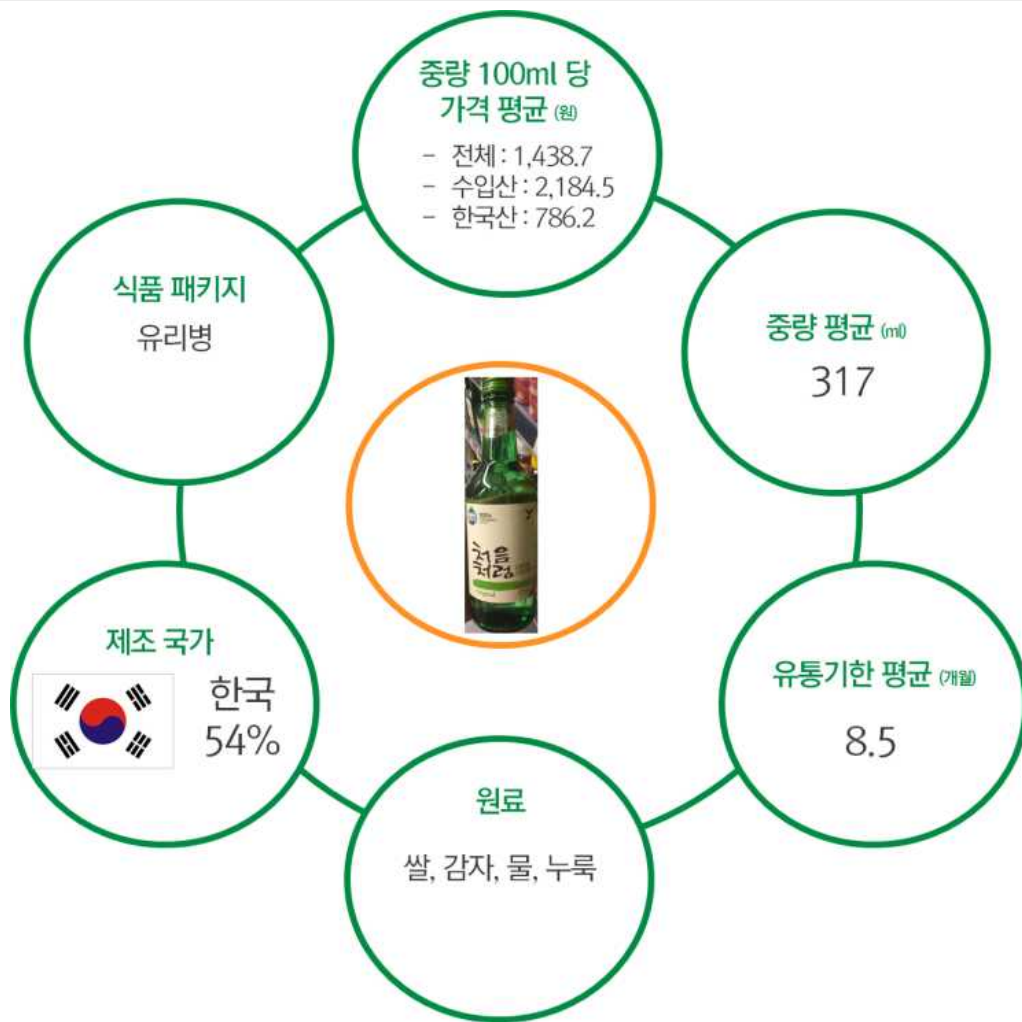 중량 100ml 당
가격 평균 (원)
- 전체 : 1,438.7
- 수입산 : 2,184.5
- 한국산 : 786.2
식품 패키지
유리병
중량 평균 (ml)
317
처음
처럼
제조 국가
한국
54%
유통기한 평균 (개월)
8.5
원료
쌀, 감자, 물, 누룩